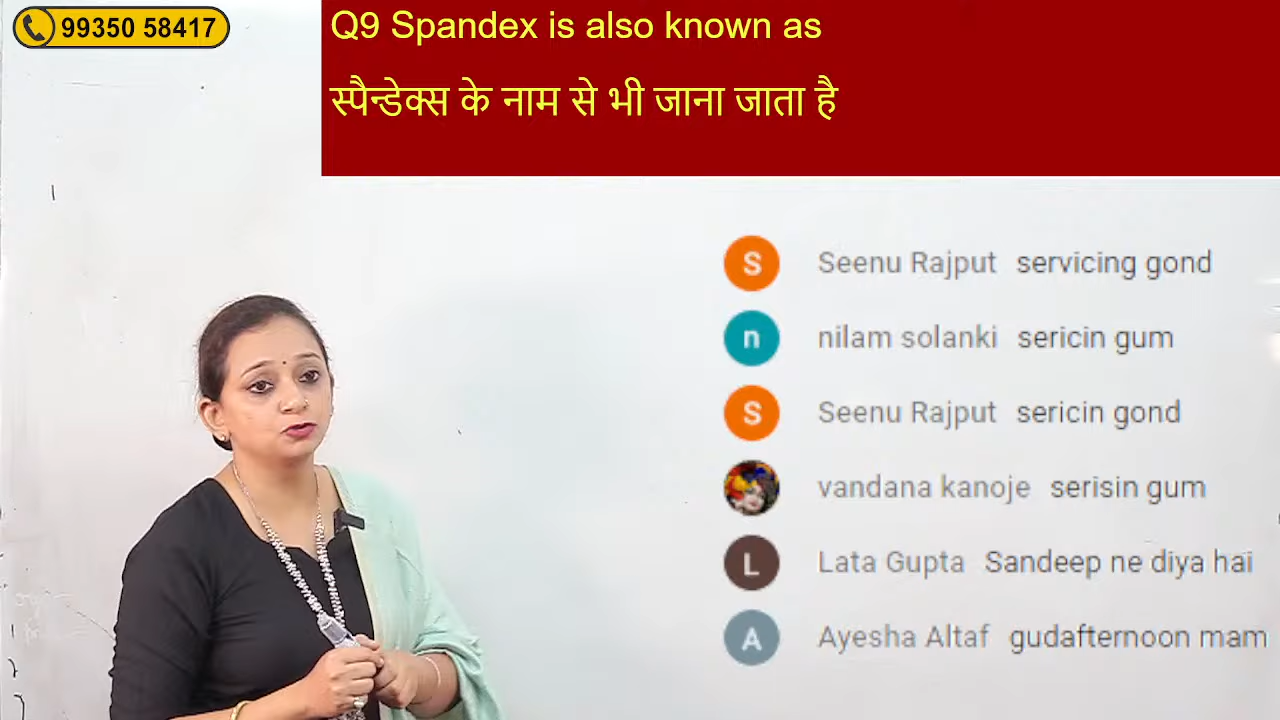 99350 58417
Q9 Spandex is also known as
स्पैन्डेक्स के नाम से भी जाना जाता है
S Seenu Rajput servicing gond
n nilam solanki sericin gum
S Seenu Rajput sericin gond
vandana kanoje serisin gum
L Lata Gupta Sandeep ne diya hai
A Ayesha Altaf gudafternoon mam